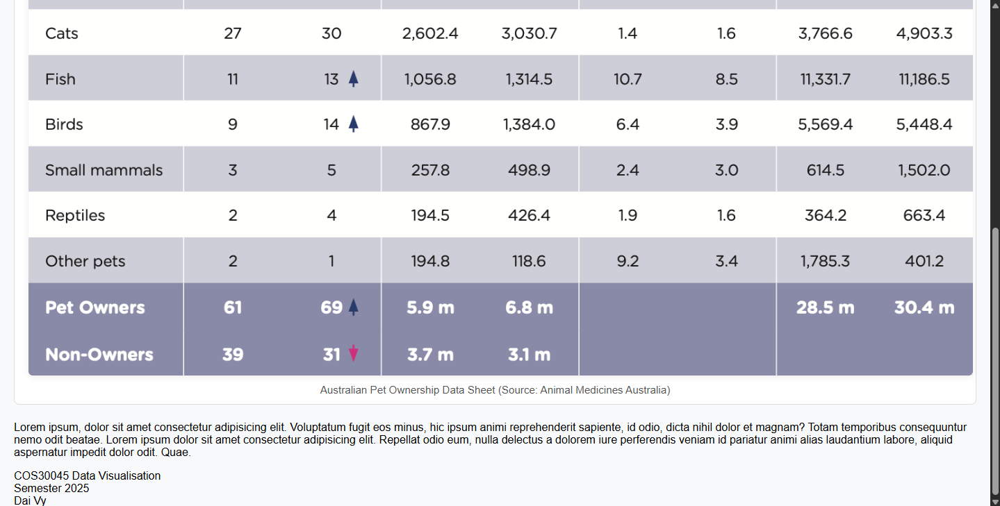 Cats 27 30 2,602.4 3,030.7 1.4 1.6 3,766.6 4,903.3
Fish 11 13 1,056.8 1,314.5 10.7 8.5 11,331.7 11,186.5
Birds 9 14 867.9 1,384.0 6.4 3.9 5,569.4 5,448.4
Small mammals 3 5 257.8 498.9 2.4 3.0 614.5 1,502.0
Reptiles 2 4 194.5 426.4 1.9 1.6 364.2 663.4
Other pets 2 1 194.8 118.6 9.2 3.4 1,785.3 401.2
Pet Owners 61 69 5.9 m 6.8 m 28.5 m 30.4 m
Non-Owners 39 31 3.7 m 3.1 m
Australian Pet Ownership Data Sheet (Source: Animal Medicines Australia)
Lorem ipsum, dolor sit amet consectetur adipisicing elit. Voluptatum fugit eos minus, hic ipsum animi reprehenderit sapiente, id odio, dicta nihil dolor et magnam? Totam temporibus consequuntur
nemo odit beatae. Lorem ipsum dolor sit amet consectetur adipisicing elit. Repellat odio eum, nulla delectus a dolorem iure perferendis veniam id pariatur animi alias laudantium labore, aliquid
aspernatur impedit dolor odit. Quae.
COS30045 Data Visualisation
Semester 2025
Dai Vy